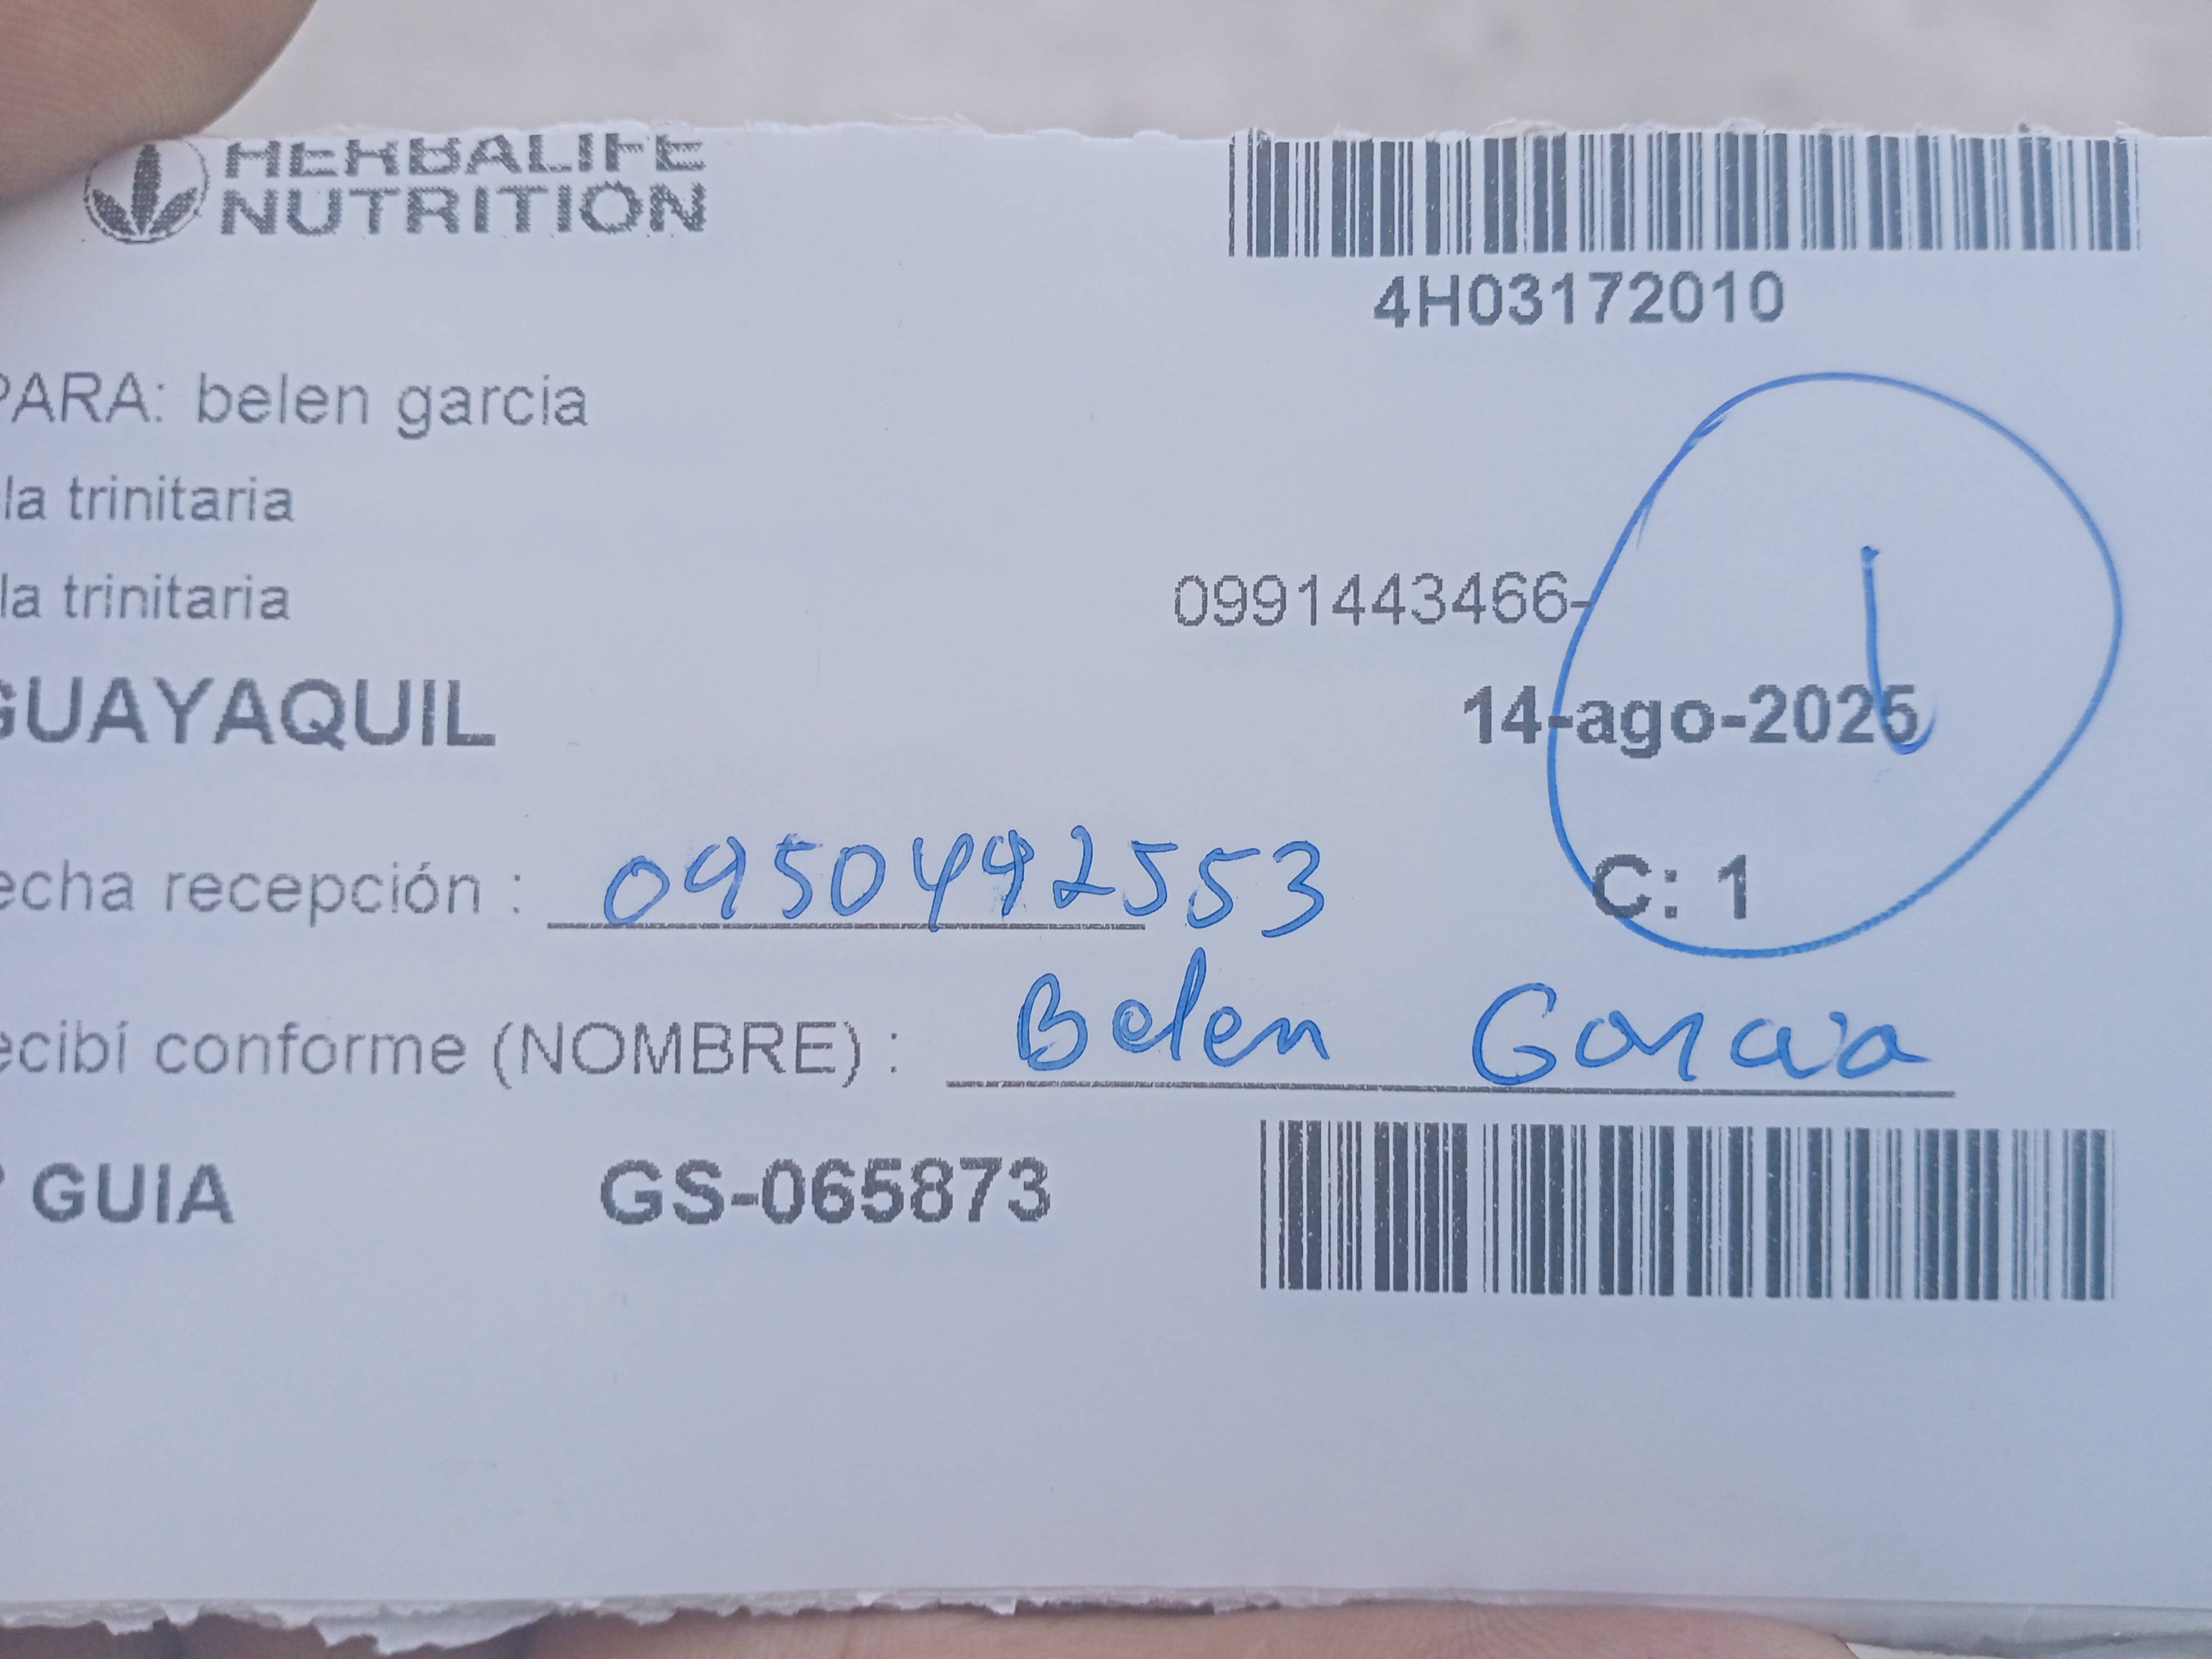 HERBALIFE
NUTRITION
4H03172010
PARA: belen garcia
la trinitaria
la trinitaria
0991443466-
GUAYAQUIL
14-ago-2025
echa recepción : 0950492553
C: 1
ecibí conforme (NOMBRE) : Belen Garcia
GUIA GS-065873